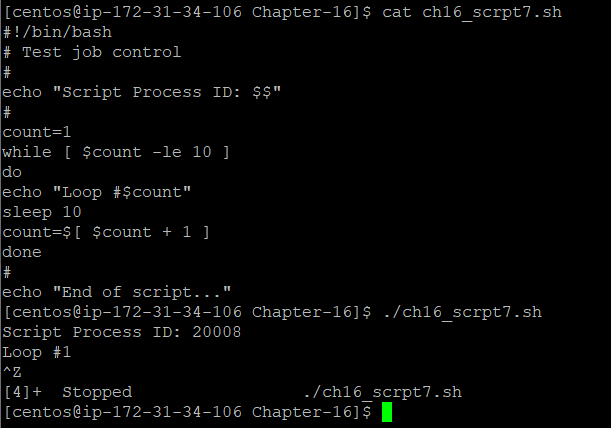 [centos@ip-172-31-34-106 Chapter-16]$ cat ch16_scrpt7.sh
#!/bin/bash
# Test job control
#
echo "Script Process ID: $$"
#
count=1
while [ $count -le 10 ]
do
echo "Loop #$count"
sleep 10
count=$[ $count + 1 ]
done
#
echo "End of script..."
[centos@ip-172-31-34-106 Chapter-16]$ ./ch16_scrpt7.sh
Script Process ID: 20008
Loop #1
^Z
[4]+  Stopped                 ./ch16_scrpt7.sh
[centos@ip-172-31-34-106 Chapter-16]$